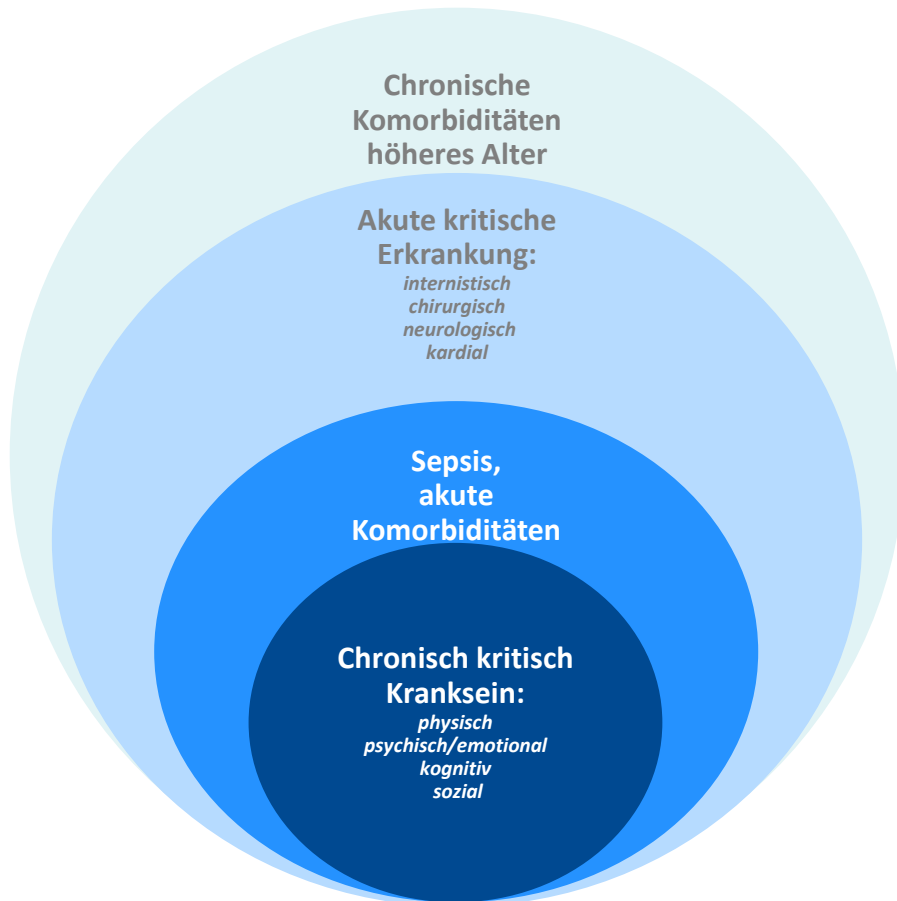 Chronische
Komorbiditäten
höheres Alter
Akute kritische
Erkrankung:
internistisch
chirurgisch
neurologisch
kardial
Sepsis,
akute
Komorbiditäten
Chronisch kritisch
Kranksein:
physisch
psychisch/emotional
kognitiv
sozial